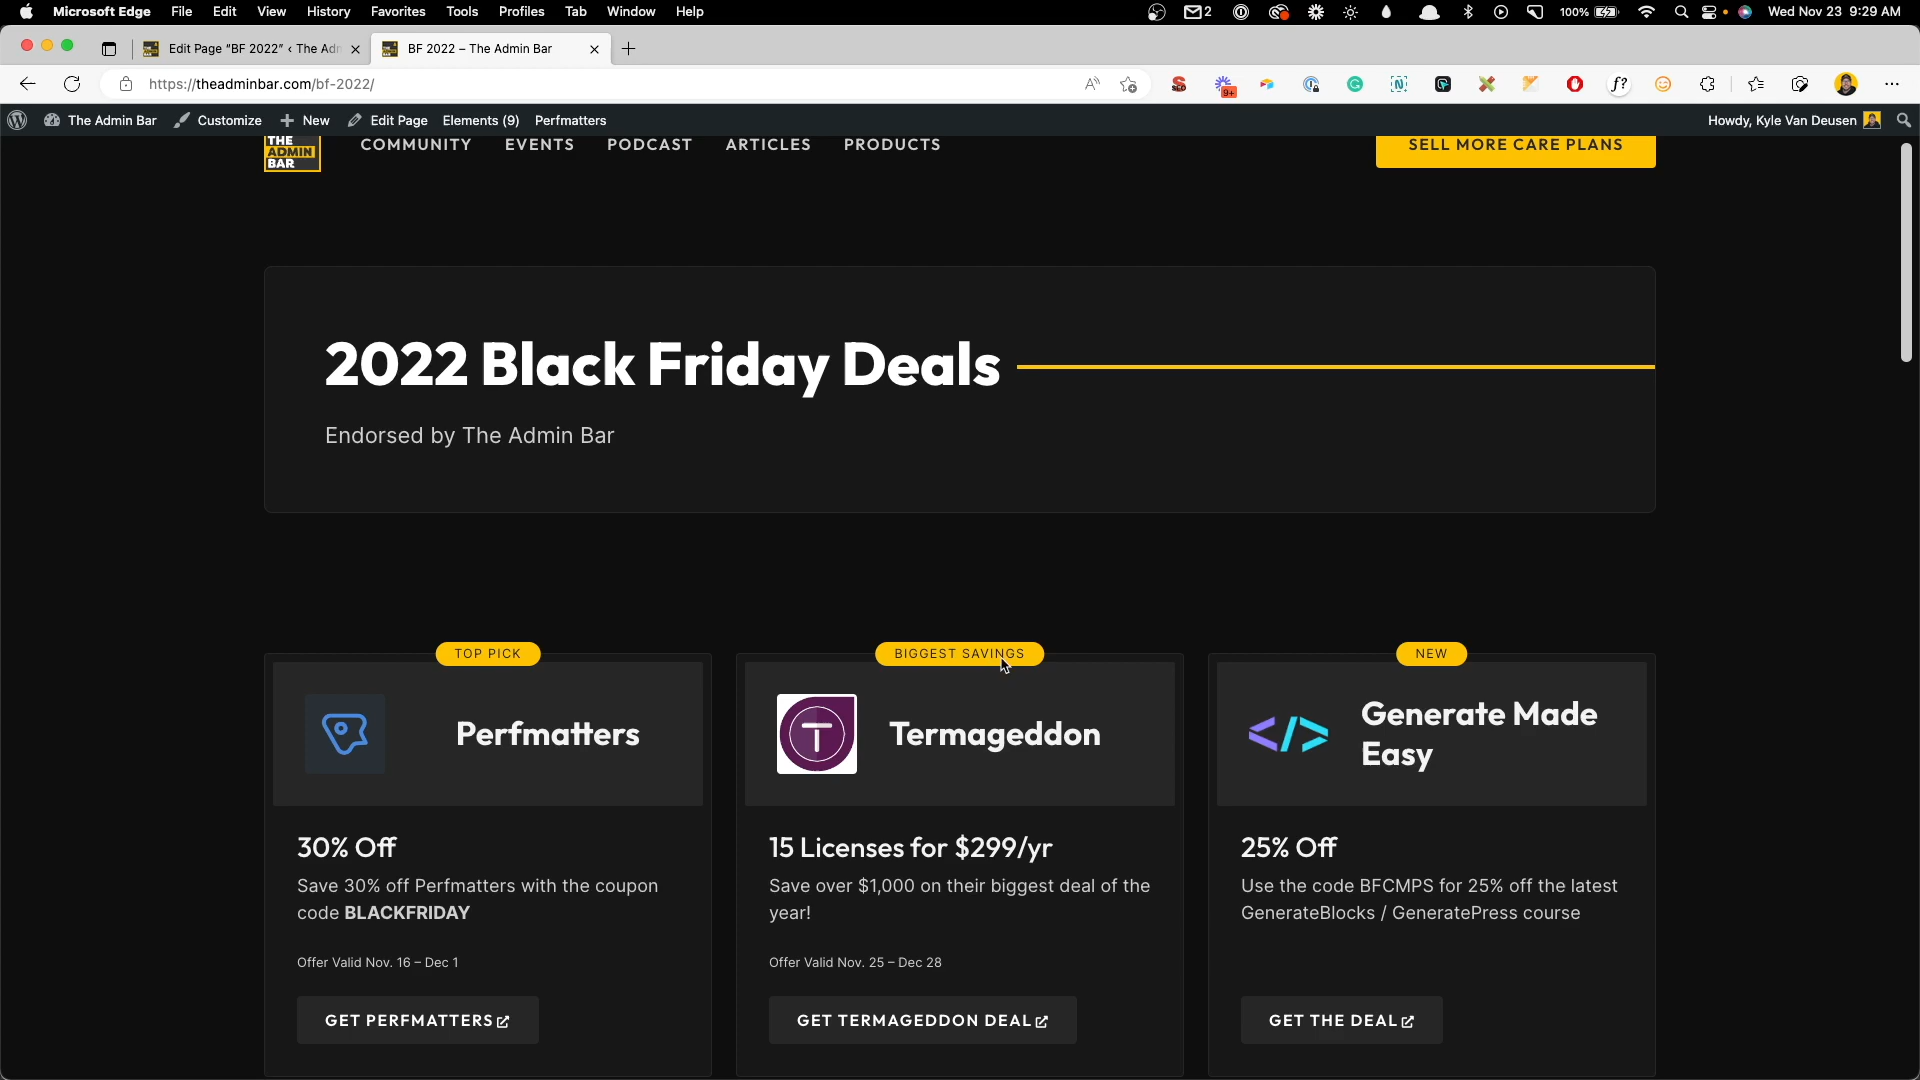 Microsoft Edge File Edit View History Favorites Tools Profiles Tab Window Help 2 100% Wed Nov 23 9:29 AM
Edit Page "BF 2022" ‹ The Adm BF 2022 – The Admin Bar
https://theadminbar.com/bf-2022/ 9+ f?
The Admin Bar Customize New Edit Page Elements (9) Perfmatters Howdy, Kyle Van Deusen
THE ADMIN BAR COMMUNITY EVENTS PODCAST ARTICLES PRODUCTS SELL MORE CARE PLANS
2022 Black Friday Deals
Endorsed by The Admin Bar
TOP PICK
Perfmatters
30% Off
Save 30% off Perfmatters with the coupon
code BLACKFRIDAY
Offer Valid Nov. 16 – Dec 1
GET PERFMATTERS
BIGGEST SAVINGS
Termageddon
15 Licenses for $299/yr
Save over $1,000 on their biggest deal of the
year!
Offer Valid Nov. 25 – Dec 28
GET TERMAGEDDON DEAL
NEW
Generate Made
Easy
25% Off
Use the code BFCMPS for 25% off the latest
GenerateBlocks / GeneratePress course
GET THE DEAL